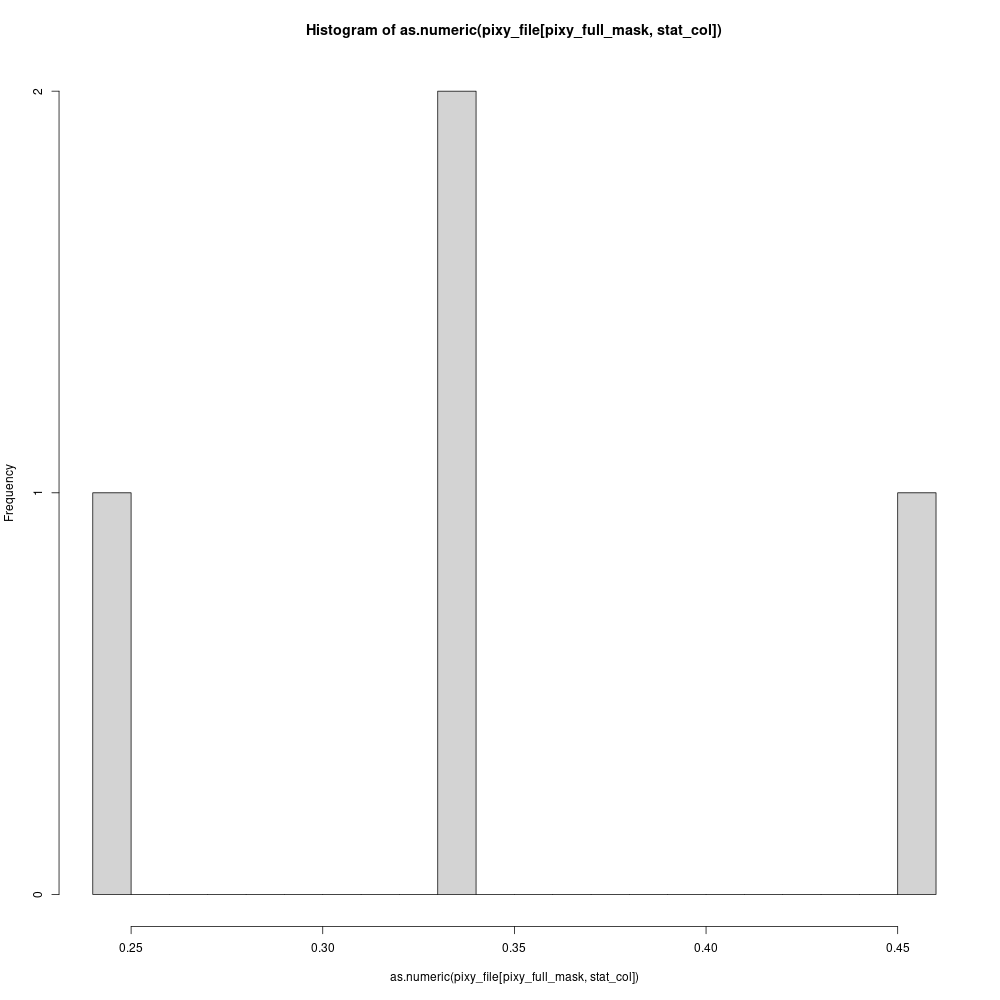 Histogram of as.numeric(pixy_file[pixy_full_mask, stat_col])
2
1
0
Frequency
0.25 0.30 0.35 0.40 0.45
as.numeric(pixy_file[pixy_full_mask, stat_col])